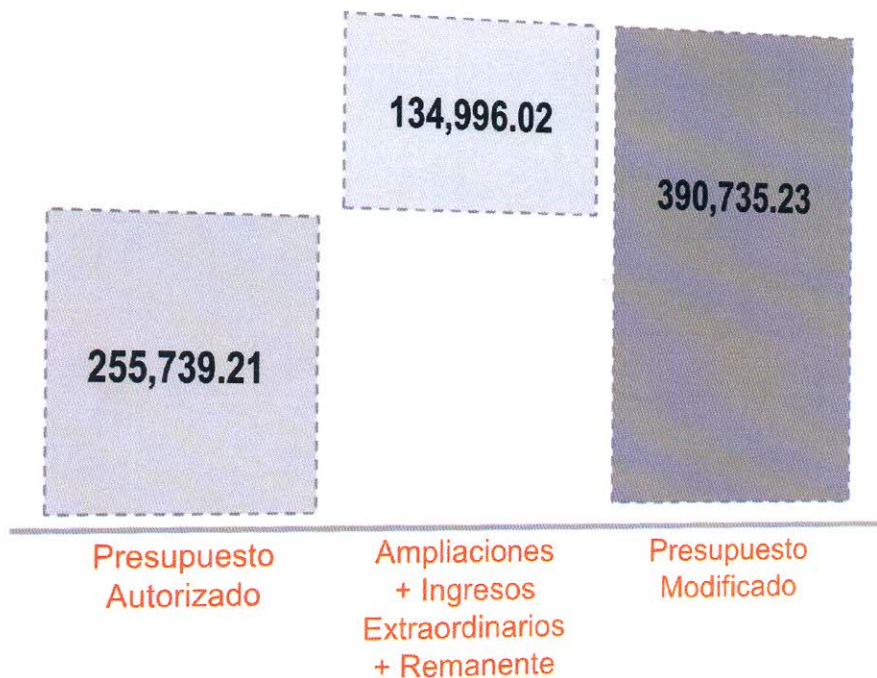 134,996.02
390,735.23
255,739.21
Presupuesto
Autorizado
Ampliaciones
+ Ingresos
Extraordinarios
+ Remanente
Presupuesto
Modificado